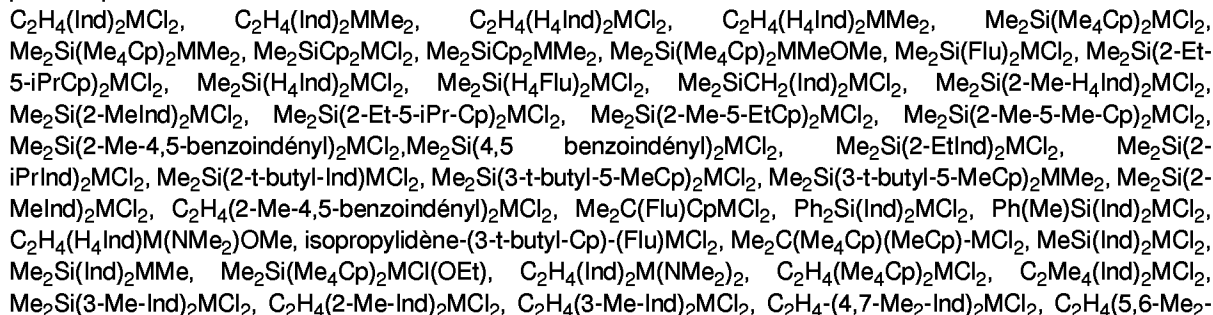 C₂H₄(Ind)₂MCl₂, C₂H₄(Ind)₂MMe₂, C₂H₄(H₄Ind)₂MCl₂, C₂H₄(H₄Ind)₂MMe₂, Me₂Si(Me₄Cp)₂MCl₂,
Me₂Si(Me₄Cp)₂MMe₂, Me₂SiCp₂MCl₂, Me₂SiCp₂MMe₂, Me₂Si(Me₄Cp)₂MMeOMe, Me₂Si(Flu)₂MCl₂, Me₂Si(2-Et-
5-iPrCp)₂MCl₂, Me₂Si(H₄Ind)₂MCl₂, Me₂Si(H₄Flu)₂MCl₂, Me₂SiCH₂(Ind)₂MCl₂, Me₂Si(2-Me-H₄Ind)₂MCl₂,
Me₂Si(2-MeInd)₂MCl₂, Me₂Si(2-Et-5-iPr-Cp)₂MCl₂, Me₂Si(2-Me-5-EtCp)₂MCl₂, Me₂Si(2-Me-5-Me-Cp)₂MCl₂,
Me₂Si(2-Me-4,5-benzoindényl)₂MCl₂,Me₂Si(4,5 benzoindényl)₂MCl₂, Me₂Si(2-EtInd)₂MCl₂, Me₂Si(2-
iPrInd)₂MCl₂, Me₂Si(2-t-butyl-Ind)MCl₂, Me₂Si(3-t-butyl-5-MeCp)₂MCl₂, Me₂Si(3-t-butyl-5-MeCp)₂MMe₂, Me₂Si(2-
MeInd)₂MCl₂, C₂H₄(2-Me-4,5-benzoindényl)₂MCl₂, Me₂C(Flu)CpMCl₂, Ph₂Si(Ind)₂MCl₂, Ph(Me)Si(Ind)₂MCl₂,
C₂H₄(H₄Ind)M(NMe₂)OMe, isopropylidène-(3-t-butyl-Cp)-(Flu)MCl₂, Me₂C(Me₄Cp)(MeCp)-MCl₂, MeSi(Ind)₂MCl₂,
Me₂Si(Ind)₂MMe, Me₂Si(Me₄Cp)₂MCl(OEt), C₂H₄(Ind)₂M(NMe₂)₂, C₂H₄(Me₄Cp)₂MCl₂, C₂Me₄(Ind)₂MCl₂,
Me₂Si(3-Me-Ind)₂MCl₂, C₂H₄(2-Me-Ind)₂MCl₂, C₂H₄(3-Me-Ind)₂MCl₂, C₂H₄-(4,7-Me₂-Ind)₂MCl₂, C₂H₄(5,6-Me₂-